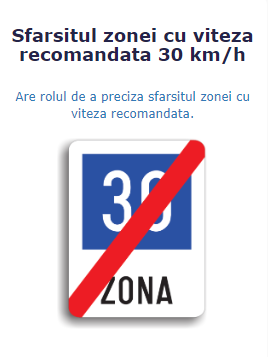 Sfarsitul zonei cu viteza
recomandata 30 km/h
Are rolul de a preciza sfarsitul zonei cu
viteza recomandata.
30
ZONA